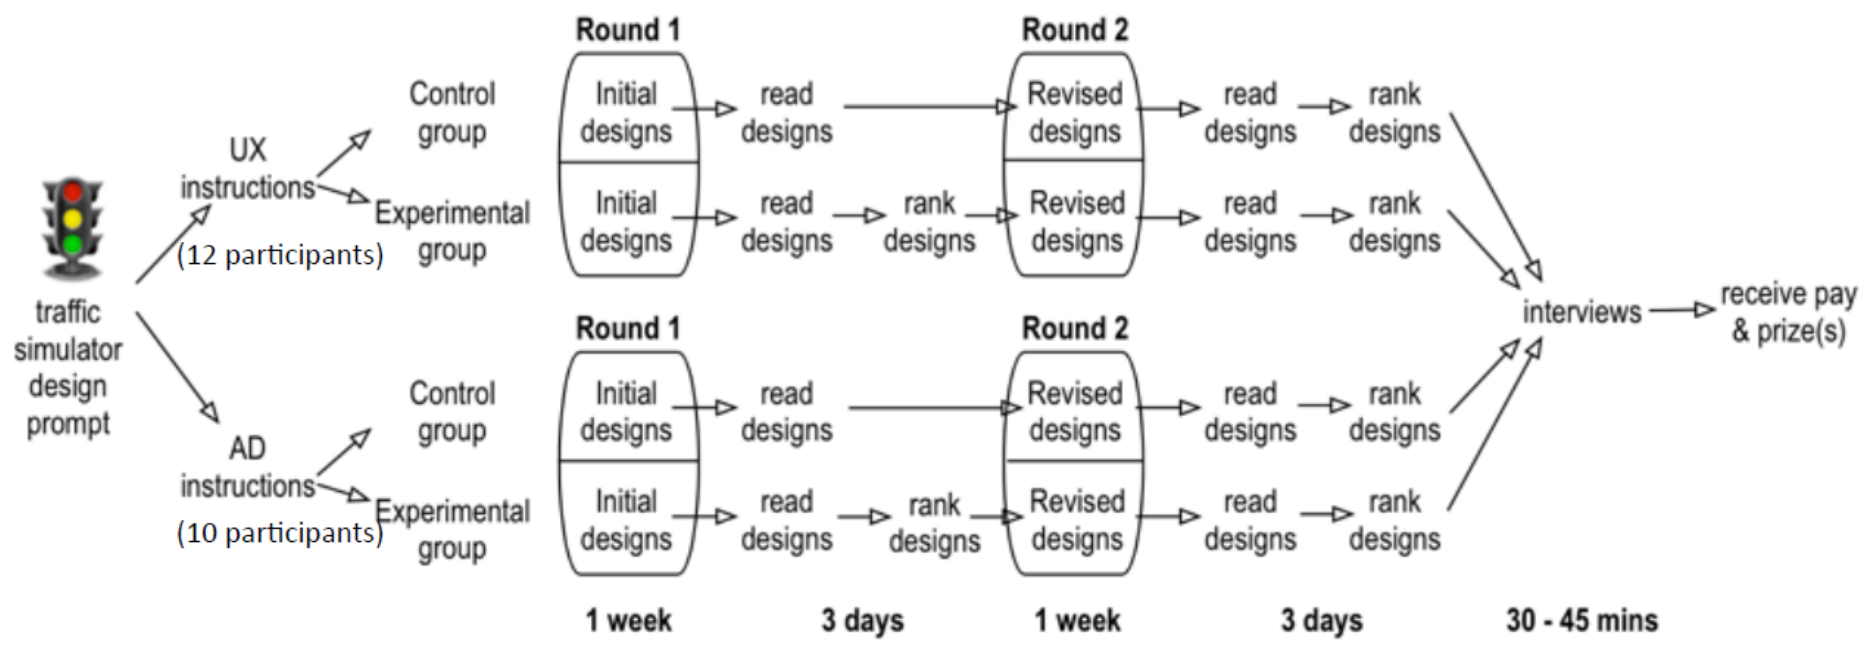 traffic
simulator
design
prompt
UX
instructions
(12 participants)
AD
instructions
(10 participants)
Control
group
Experimental
group
Round 1
Initial
designs
read
designs
Round 2
Revised
designs
read
designs
rank
designs
Initial
designs
read
designs
rank
designs
Revised
designs
read
designs
rank
designs
Control
group
Experimental
group
Round 1
Initial
designs
read
designs
Round 2
Revised
designs
read
designs
rank
designs
Initial
designs
read
designs
rank
designs
Revised
designs
read
designs
rank
designs
interviews
receive pay
& prize(s)
1 week
3 days
1 week
3 days
30 - 45 mins